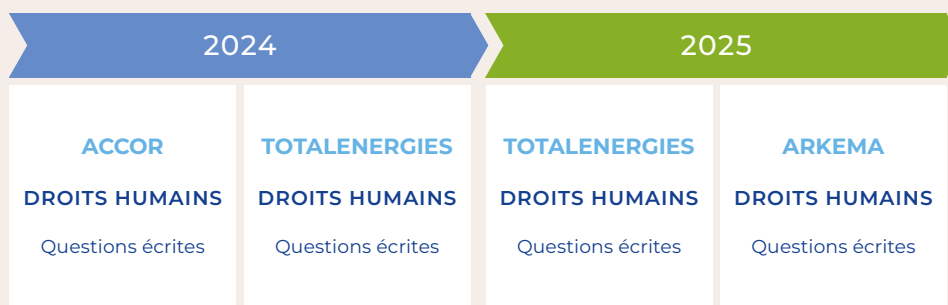 2024
2025
ACCOR
DROITS HUMAINS
Questions écrites
TOTALENERGIES
DROITS HUMAINS
Questions écrites
TOTALENERGIES
DROITS HUMAINS
Questions écrites
ARKEMA
DROITS HUMAINS
Questions écrites